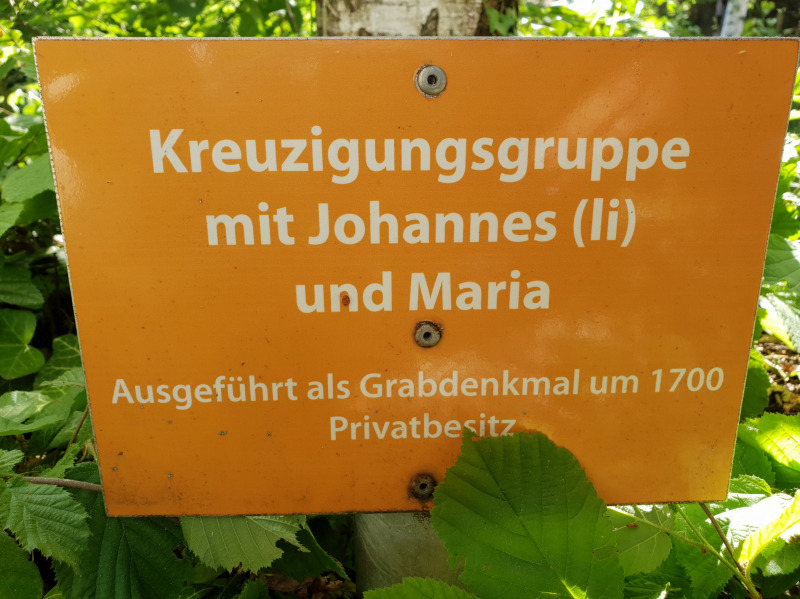 Kreuzigungsgruppe
mit Johannes (li)
und Maria
Ausgeführt als Grabdenkmal um 1700
Privatbesitz